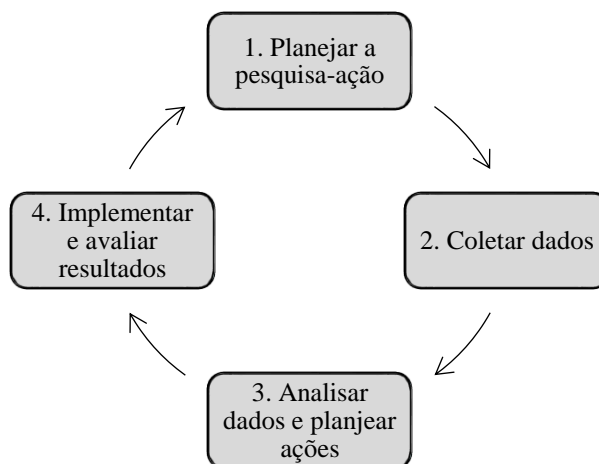 1. Planejar a
pesquisa-ação
2. Coletar dados
3. Analisar
dados e planjear
ações
4. Implementar
e avaliar
resultados